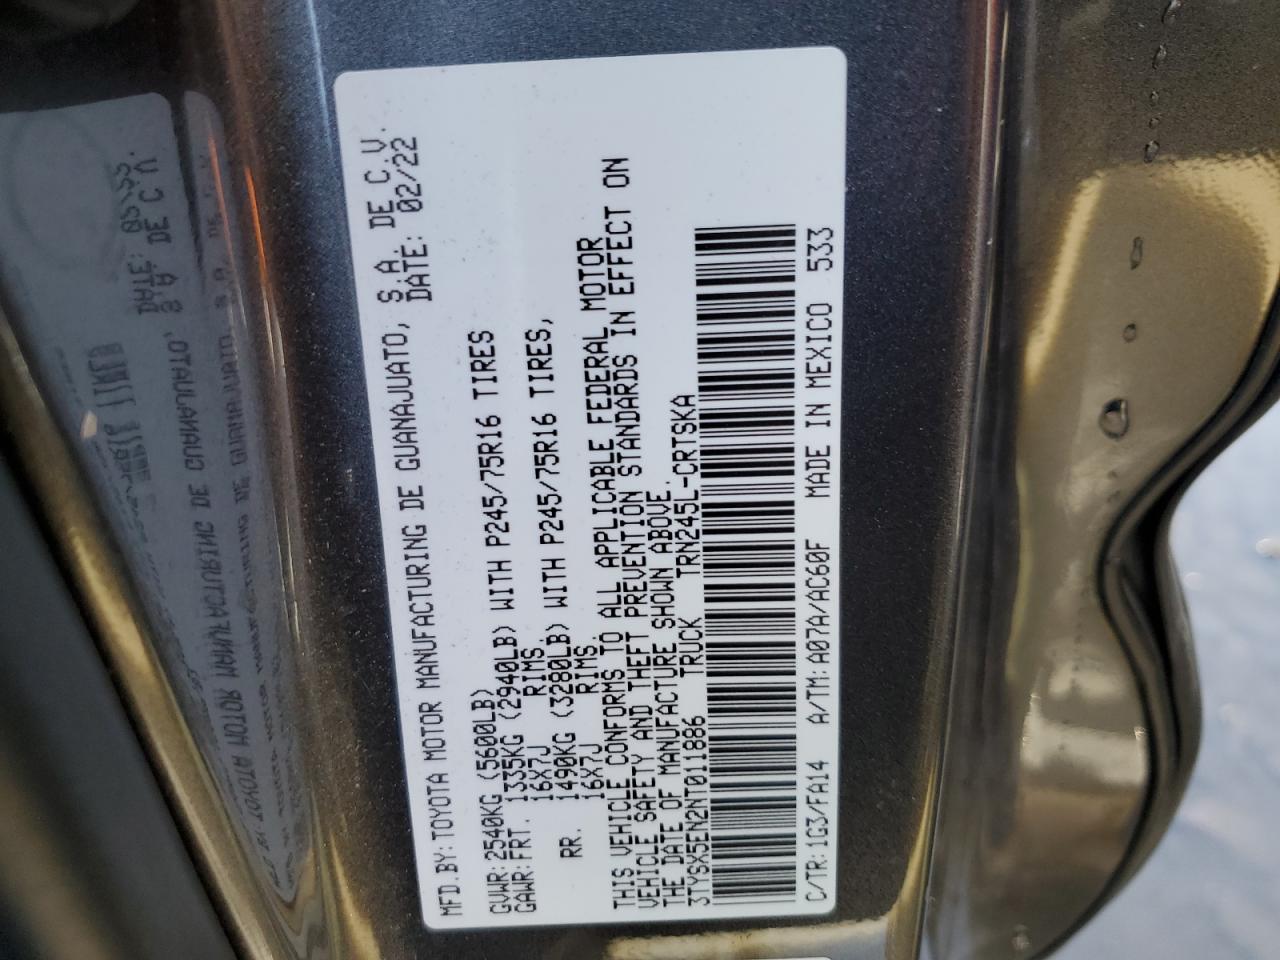 MFD.BY:TOYOTA MOTOR MANUFACTURING DE GUANAJUATO, S.A. DE C.V.
DATE: 02/22
GVWR:2540KG (5600LB)
GAWR:FRT. 1335KG (2940LB) WITH P245/75R16 TIRES
16X7J RIMS.
RR. 1490KG (3280LB) WITH P245/75R16 TIRES,
16X7J RIMS.
THIS VEHICLE CONFORMS TO ALL APPLICABLE FEDERAL MOTOR
VEHICLE SAFETY AND THEFT PREVENTION STANDARDS IN EFFECT ON
THE DATE OF MANUFACTURE SHOWN ABOVE.
3TYSX5EN2NT011886 TRUCK TRN245L-CRTSKA
C/TR:1G3/FA14 A/TM:A07A/AC60F MADE IN MEXICO 533